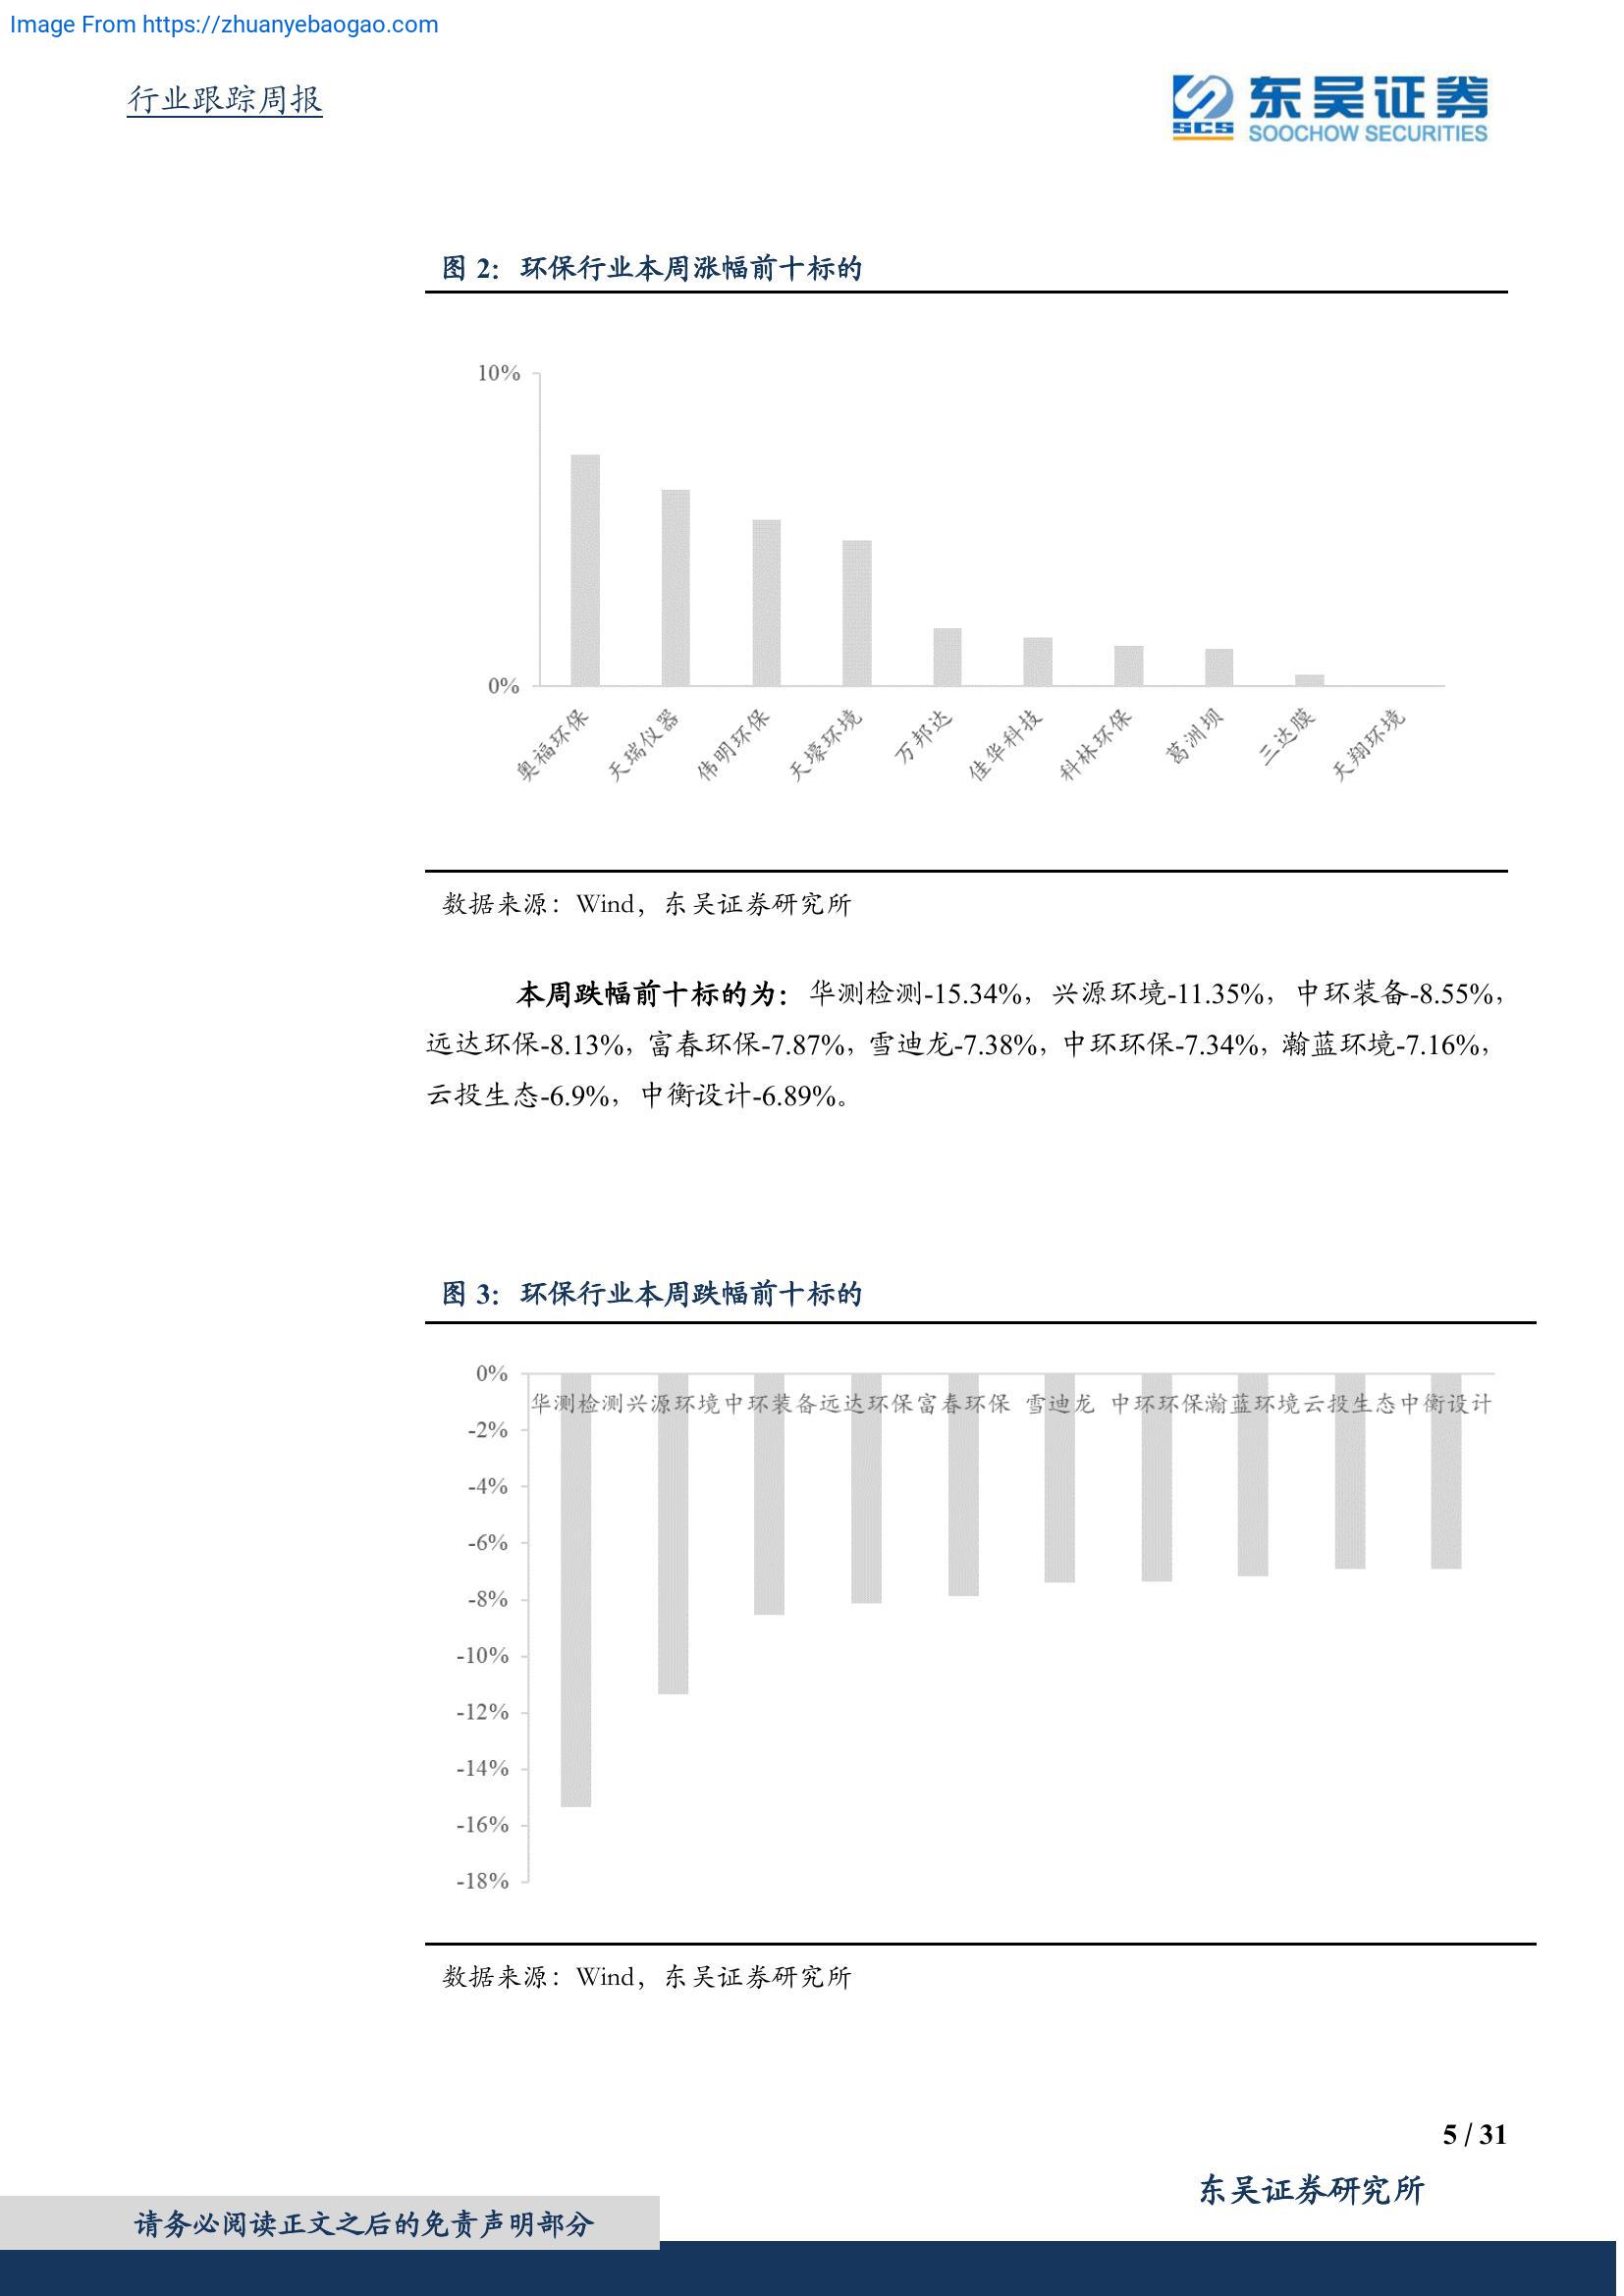 Image From https://zhuanyebaogao.com
行业跟踪周报
东吴证券
SCS
SOOCHOW SECURITIES
图 2：环保行业本周涨幅前十标的
10%
0%
奥福环保
天瑞仪器
伟明环保
天壕环境
万邦达
佳华科技
科林环保
葛洲坝
三达膜
天翔环境
数据来源：Wind，东吴证券研究所
本周跌幅前十标的为：华测检测-15.34%，兴源环境-11.35%，中环装备-8.55%，
远达环保-8.13%，富春环保-7.87%，雪迪龙-7.38%，中环环保-7.34%，瀚蓝环境-7.16%，
云投生态-6.9%，中衡设计-6.89%。
图 3：环保行业本周跌幅前十标的
0%
华测检测兴源环境中环装备远达环保富春环保 雪迪龙 中环环保瀚蓝环境云投生态中衡设计
-2%
-4%
-6%
-8%
-10%
-12%
-14%
-16%
-18%
数据来源：Wind，东吴证券研究所
5 / 31
东吴证券研究所
请务必阅读正文之后的免责声明部分